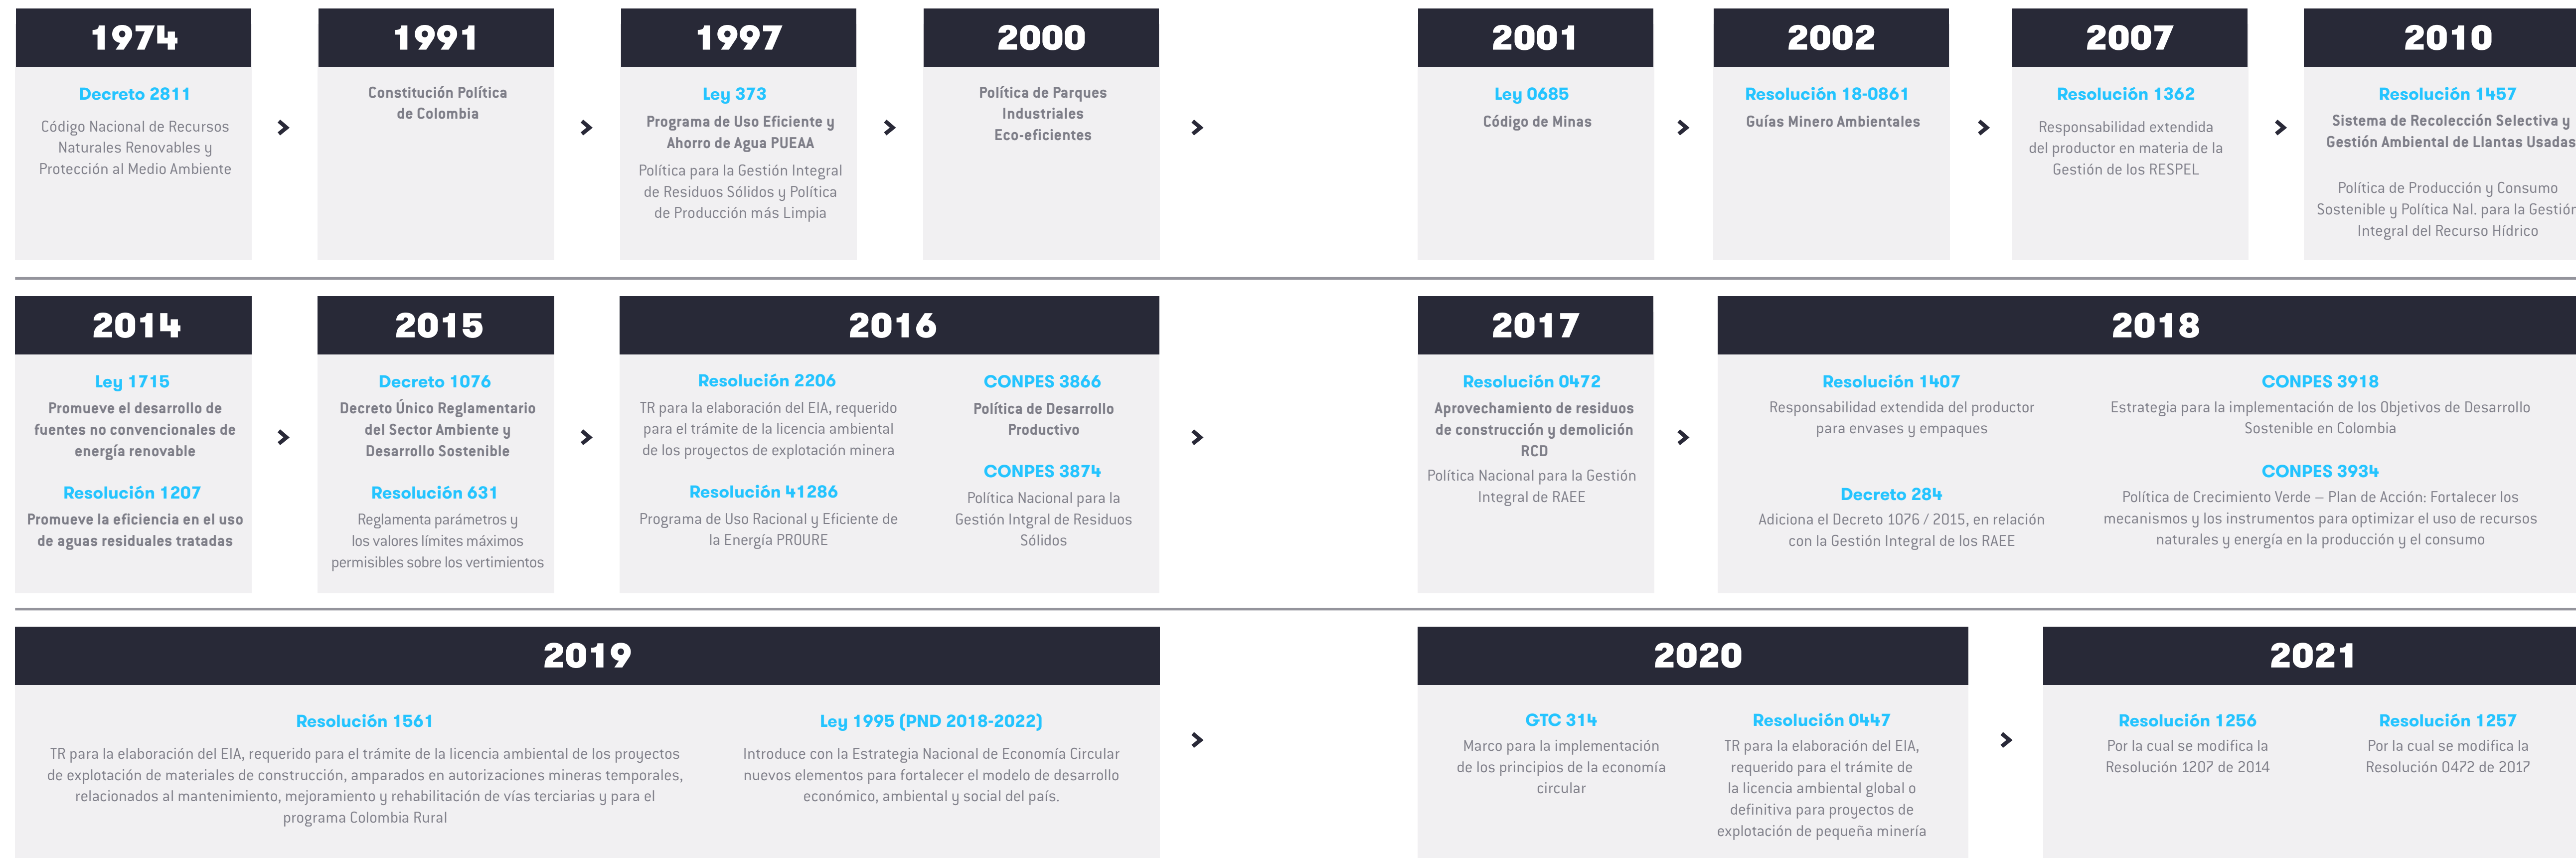 1974
Decreto 2811
Código Nacional de Recursos
Naturales Renovables y
Protección al Medio Ambiente
1991
Constitución Política
de Colombia
1997
Ley 373
Programa de Uso Eficiente y
Ahorro de Agua PUEAA
Política para la Gestión Integral
de Residuos Sólidos y Política
de Producción más Limpia
2000
Política de Parques
Industriales
Eco-eficientes
2001
Ley 0685
Código de Minas
2002
Resolución 18-0861
Guías Minero Ambientales
2007
Resolución 1362
Responsabilidad extendida
del productor en materia de la
Gestión de los RESPEL
2010
Resolución 1457
Sistema de Recolección Selectiva y
Gestión Ambiental de Llantas Usadas
Política de Producción y Consumo
Sostenible y Política Nal. para la Gestión
Integral del Recurso Hídrico
2014
Ley 1715
Promueve el desarrollo de
fuentes no convencionales de
energía renovable
Resolución 1207
Promueve la eficiencia en el uso
de aguas residuales tratadas
2015
Decreto 1076
Decreto Único Reglamentario
del Sector Ambiente y
Desarrollo Sostenible
Resolución 631
Reglamenta parámetros y
los valores límites máximos
permisibles sobre los vertimientos
2016
Resolución 2206
TR para la elaboración del EIA, requerido
para el trámite de la licencia ambiental
de los proyectos de explotación minera
Resolución 41286
Programa de Uso Racional y Eficiente de
la Energía PROURE
CONPES 3866
Política de Desarrollo
Productivo
CONPES 3874
Política Nacional para la
Gestión Intgral de Residuos
Sólidos
2017
Resolución 0472
Aprovechamiento de residuos
de construcción y demolición
RCD
Política Nacional para la Gestión
Integral de RAEE
2018
Resolución 1407
Responsabilidad extendida del productor
para envases y empaques
Decreto 284
Adiciona el Decreto 1076 / 2015, en relación
con la Gestión Integral de los RAEE
CONPES 3918
Estrategia para la implementación de los Objetivos de Desarrollo
Sostenible en Colombia
CONPES 3934
Política de Crecimiento Verde – Plan de Acción: Fortalecer los
mecanismos y los instrumentos para optimizar el uso de recursos
naturales y energía en la producción y el consumo
2019
Resolución 1561
TR para la elaboración del EIA, requerido para el trámite de la licencia ambiental de los proyectos
de explotación de materiales de construcción, amparados en autorizaciones mineras temporales,
relacionados al mantenimiento, mejoramiento y rehabilitación de vías terciarias y para el
programa Colombia Rural
Ley 1995 (PND 2018-2022)
Introduce con la Estrategia Nacional de Economía Circular
nuevos elementos para fortalecer el modelo de desarrollo
económico, ambiental y social del país.
2020
GTC 314
Marco para la implementación
de los principios de la economía
circular
Resolución 0447
TR para la elaboración del EIA,
requerido para el trámite de
la licencia ambiental global o
definitiva para proyectos de
explotación de pequeña minería
2021
Resolución 1256
Por la cual se modifica la
Resolución 1207 de 2014
Resolución 1257
Por la cual se modifica la
Resolución 0472 de 2017